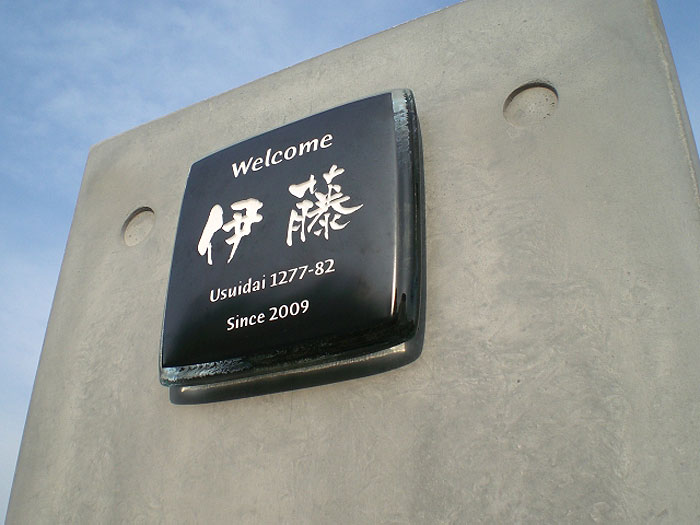 Welcome
伊藤
Usuidai 1277-82
Since 2009